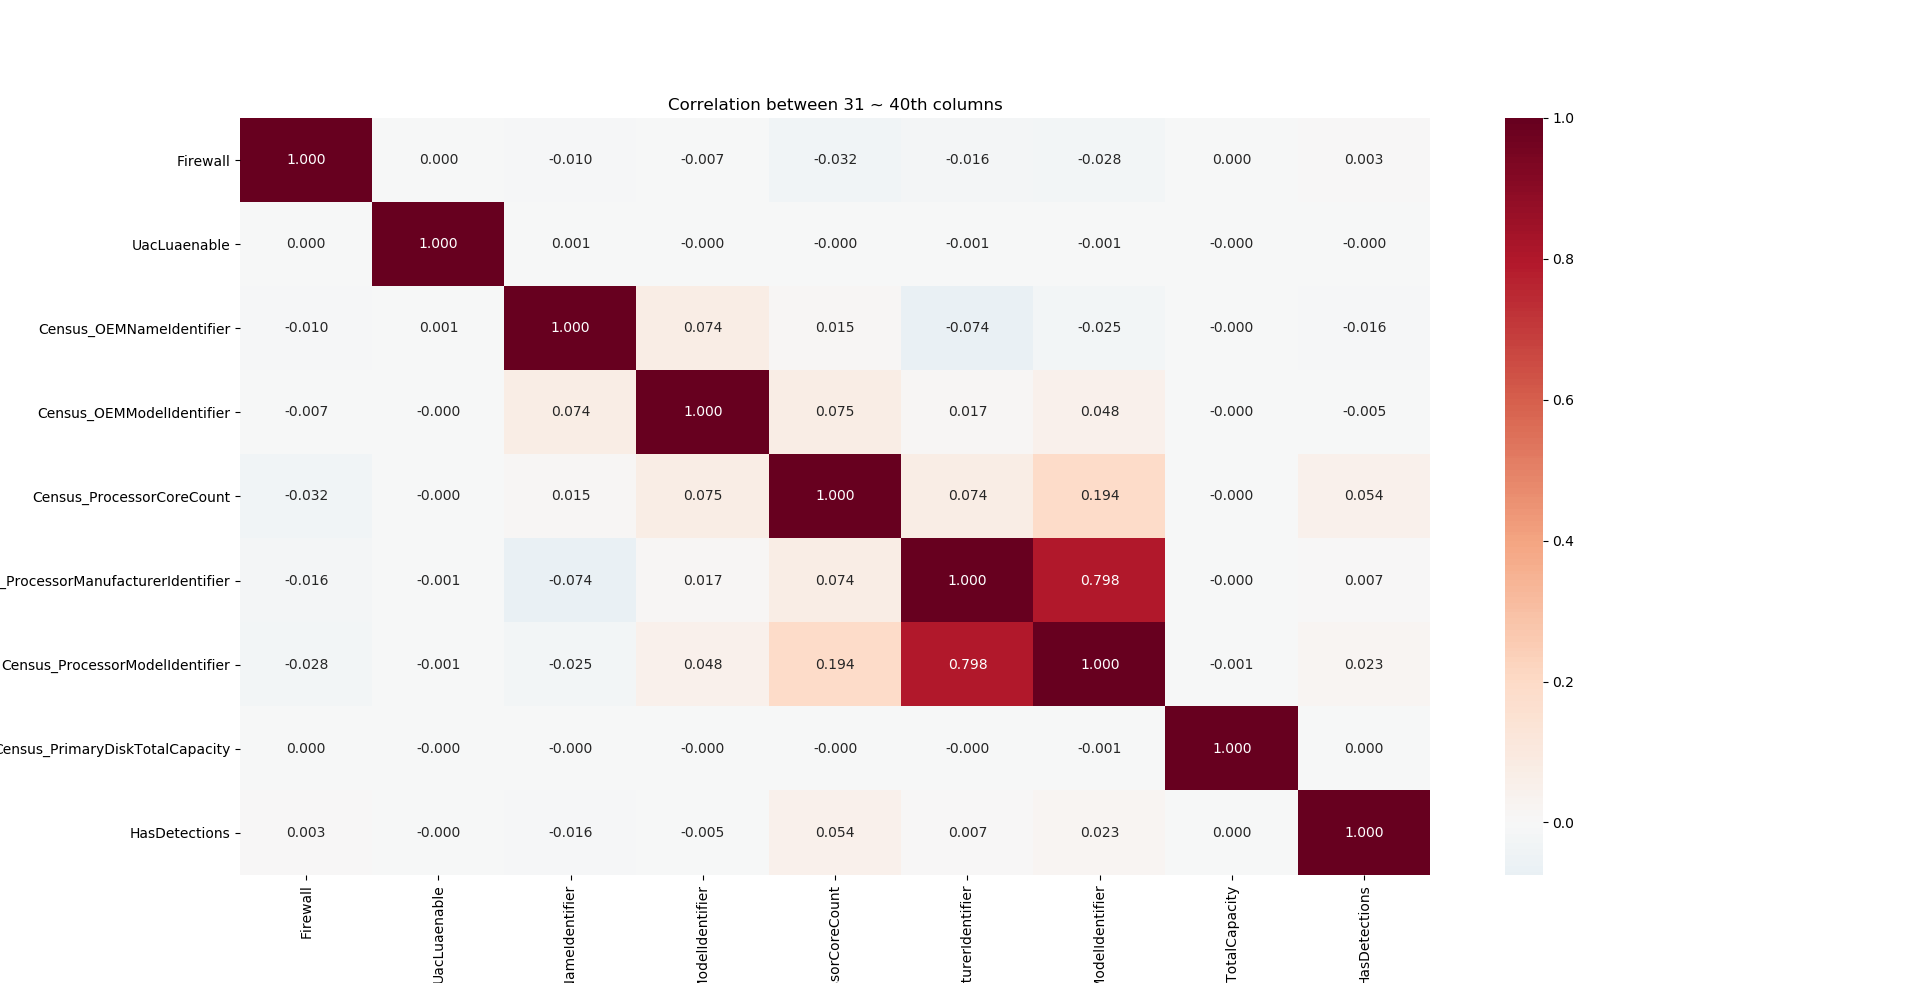 Correlation between 31 ~ 40th columns
Firewall 1.000 0.000 -0.010 -0.007 -0.032 -0.016 -0.028 0.000 0.003
UacLuaenable 0.000 1.000 0.001 -0.000 -0.000 -0.001 -0.001 -0.000 -0.000
Census_OEMNameIdentifier -0.010 0.001 1.000 0.074 0.015 -0.074 -0.025 -0.000 -0.016
Census_OEMModelIdentifier -0.007 -0.000 0.074 1.000 0.075 0.017 0.048 -0.000 -0.005
Census_ProcessorCoreCount -0.032 -0.000 0.015 0.075 1.000 0.074 0.194 -0.000 0.054
_ProcessorManufacturerIdentifier -0.016 -0.001 -0.074 0.017 0.074 1.000 0.798 -0.000 0.007
Census_ProcessorModelIdentifier -0.028 -0.001 -0.025 0.048 0.194 0.798 1.000 -0.001 0.023
Census_PrimaryDiskTotalCapacity 0.000 -0.000 -0.000 -0.000 -0.000 -0.000 -0.001 1.000 0.000
HasDetections 0.003 -0.000 -0.016 -0.005 0.054 0.007 0.023 0.000 1.000
Firewall
UacLuaenable
NameIdentifier
ModelIdentifier
sorCoreCount
turerIdentifier
ModelIdentifier
TotalCapacity
HasDetections
1.0
0.8
0.6
0.4
0.2
0.0